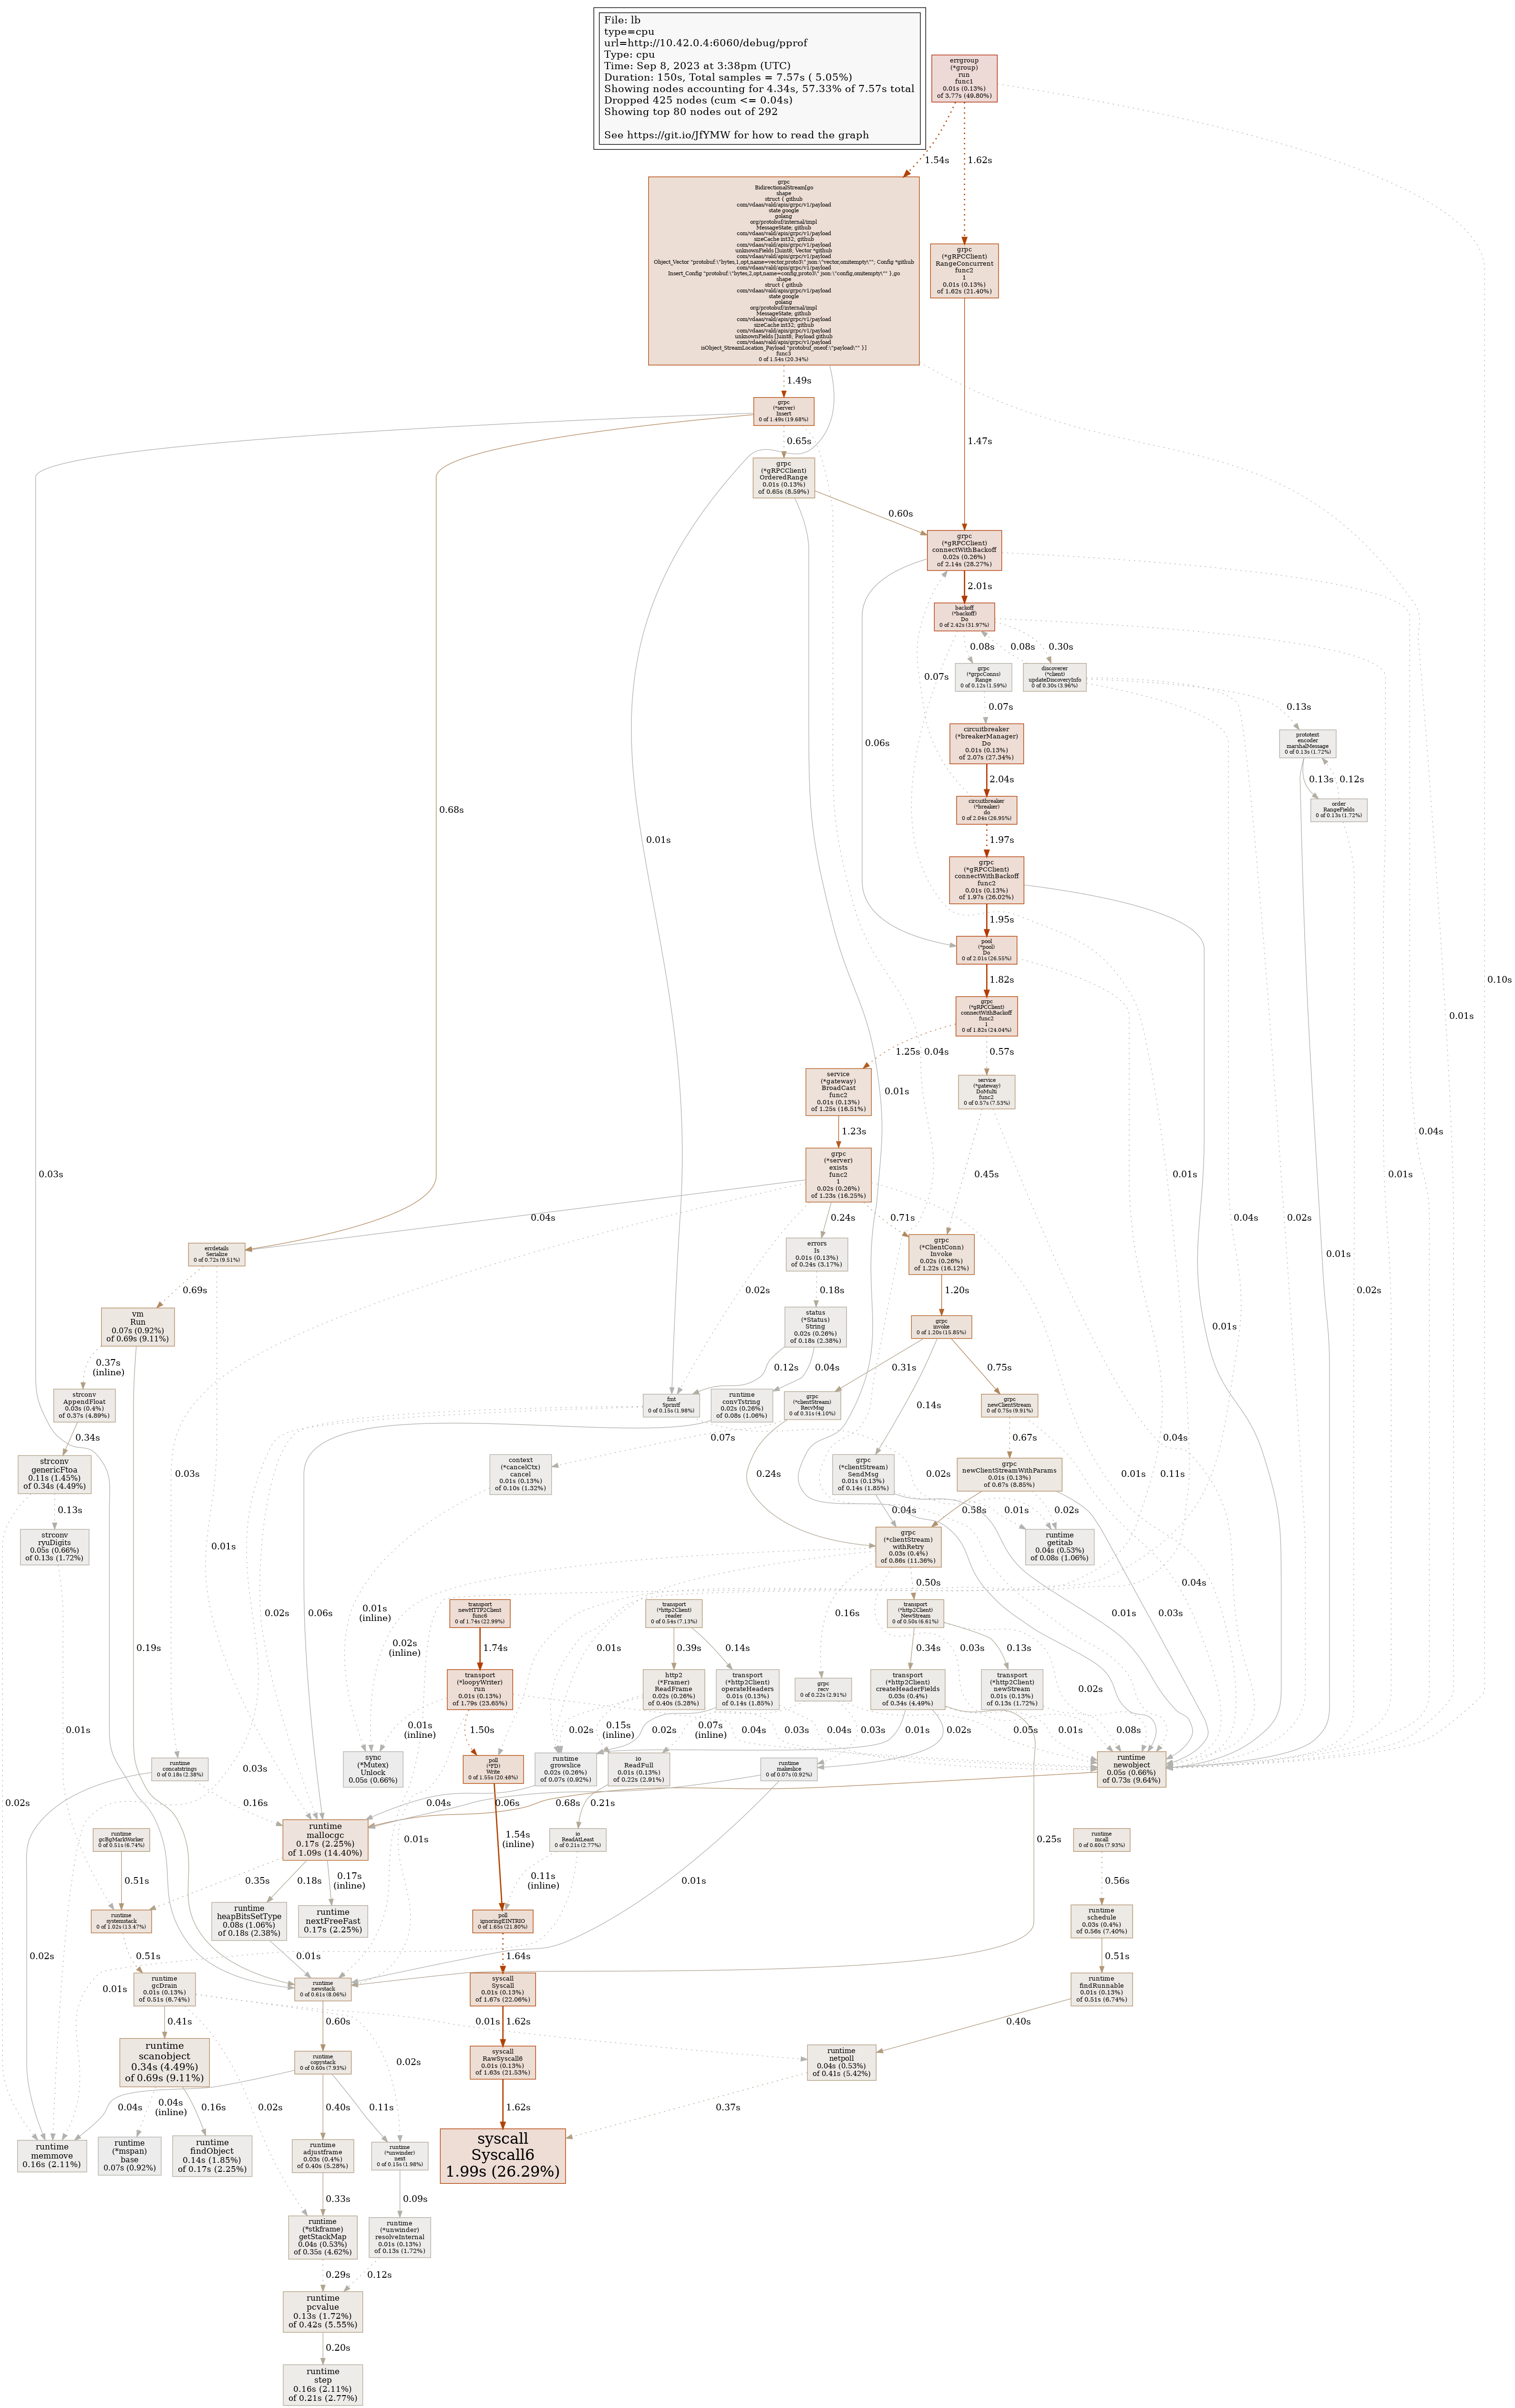 File: lb
type=cpu
url=http://10.42.0.4:6060/debug/pprof
Type: cpu
Time: Sep 8, 2023 at 3:38pm (UTC)
Duration: 150s, Total samples = 7.57s ( 5.05%)
Showing nodes accounting for 4.34s, 57.33% of 7.57s total
Dropped 425 nodes (cum <= 0.04s)
Showing top 80 nodes out of 292
See https://git.io/JfYMW for how to read the graph
errgroup
(*group)
run
func1
0.01s (0.13%)
of 3.77s (49.80%)
1.54s
1.62s
grpc
BidirectionalStream[go
shape
struct { github
com/vdaas/vald/apis/grpc/v1/payload
state google
golang
org/protobuf/internal/impl
MessageState; github
com/vdaas/vald/apis/grpc/v1/payload
sizeCache int32; github
com/vdaas/vald/apis/grpc/v1/payload
unknownFields []uint8; Vector *github
com/vdaas/vald/apis/grpc/v1/payload
Object_Vector "protobuf:\"bytes,1,opt,name=vector,proto3\" json:\"vector,omitempty\""; Config *github
com/vdaas/vald/apis/grpc/v1/payload
Insert_Config "protobuf:\"bytes,2,opt,name=config,proto3\" json:\"config,omitempty\"" },go
shape
struct { github
com/vdaas/vald/apis/grpc/v1/payload
state google
golang
org/protobuf/internal/impl
MessageState; github
com/vdaas/vald/apis/grpc/v1/payload
sizeCache int32; github
com/vdaas/vald/apis/grpc/v1/payload
unknownFields []uint8; Payload github
com/vdaas/vald/apis/grpc/v1/payload
isObject_StreamLocation_Payload "protobuf_oneof:\"payload\"" }]
func3
0 of 1.54s (20.34%)
grpc
(*gRPCClient)
RangeConcurrent
func2
1
0.01s (0.13%)
of 1.62s (21.40%)
1.49s
grpc
(*server)
Insert
0 of 1.49s (19.68%)
0.65s
1.47s
grpc
(*gRPCClient)
OrderedRange
0.01s (0.13%)
of 0.65s (8.59%)
0.60s
grpc
(*gRPCClient)
connectWithBackoff
0.02s (0.26%)
of 2.14s (28.27%)
2.01s
backoff
(*backoff)
Do
0 of 2.42s (31.97%)
0.08s
0.08s
0.30s
0.07s
grpc
(*grpcConns)
Range
0 of 0.12s (1.59%)
discoverer
(*client)
updateDiscoveryInfo
0 of 0.30s (3.96%)
0.07s
0.13s
0.06s
circuitbreaker
(*breakerManager)
Do
0.01s (0.13%)
of 2.07s (27.34%)
prototext
encoder
marshalMessage
0 of 0.13s (1.72%)
2.04s
0.13s
0.12s
0.68s
0.01s
circuitbreaker
(*breaker)
do
0 of 2.04s (26.95%)
order
RangeFields
0 of 0.13s (1.72%)
1.97s
grpc
(*gRPCClient)
connectWithBackoff
func2
0.01s (0.13%)
of 1.97s (26.02%)
1.95s
pool
(*pool)
Do
0 of 2.01s (26.55%)
1.82s
0.10s
0.01s
grpc
(*gRPCClient)
connectWithBackoff
func2
1
0 of 1.82s (24.04%)
1.25s
0.04s
0.57s
service
(*gateway)
BroadCast
func2
0.01s (0.13%)
of 1.25s (16.51%)
0.01s
service
(*gateway)
DoMulti
func2
0 of 0.57s (7.53%)
1.23s
0.04s
0.03s
grpc
(*server)
exists
func2
1
0.02s (0.26%)
of 1.23s (16.25%)
0.45s
0.01s
0.01s
0.04s
0.24s
0.71s
0.04s
0.02s
errdetails
Serialize
0 of 0.72s (9.51%)
errors
Is
0.01s (0.13%)
of 0.24s (3.17%)
grpc
(*ClientConn)
Invoke
0.02s (0.26%)
of 1.22s (16.12%)
0.01s
0.69s
0.02s
0.18s
1.20s
0.02s
vm
Run
0.07s (0.92%)
of 0.69s (9.11%)
status
(*Status)
String
0.02s (0.26%)
of 0.18s (2.38%)
grpc
invoke
0 of 1.20s (15.85%)
0.01s
0.37s
(inline)
0.12s
0.04s
0.31s
0.75s
strconv
AppendFloat
0.03s (0.4%)
of 0.37s (4.89%)
fmt
Sprintf
0 of 0.15s (1.98%)
runtime
convTstring
0.02s (0.26%)
of 0.08s (1.06%)
grpc
(*clientStream)
RecvMsg
0 of 0.31s (4.10%)
0.14s
grpc
newClientStream
0 of 0.75s (9.91%)
0.34s
0.07s
0.67s
0.04s
strconv
genericFtoa
0.11s (1.45%)
of 0.34s (4.49%)
0.03s
context
(*cancelCtx)
cancel
0.01s (0.13%)
of 0.10s (1.32%)
0.24s
grpc
(*clientStream)
SendMsg
0.01s (0.13%)
of 0.14s (1.85%)
0.02s
grpc
newClientStreamWithParams
0.01s (0.13%)
of 0.67s (8.85%)
0.01s
0.11s
0.13s
0.04s
0.58s
0.01s
0.02s
strconv
ryuDigits
0.05s (0.66%)
of 0.13s (1.72%)
0.01s
grpc
(*clientStream)
withRetry
0.03s (0.4%)
of 0.86s (11.36%)
runtime
getitab
0.04s (0.53%)
of 0.08s (1.06%)
0.50s
0.04s
0.02s
0.06s
0.01s
(inline)
transport
newHTTP2Client
func6
0 of 1.74s (22.99%)
transport
(*http2Client)
reader
0 of 0.54s (7.13%)
0.16s
transport
(*http2Client)
NewStream
0 of 0.50s (6.61%)
0.01s
0.03s
0.19s
0.02s
(inline)
1.74s
0.01s
0.39s
0.14s
0.34s
0.03s
0.13s
0.01s
transport
(*loopyWriter)
run
0.01s (0.13%)
of 1.79s (23.65%)
http2
(*Framer)
ReadFrame
0.02s (0.26%)
of 0.40s (5.28%)
transport
(*http2Client)
operateHeaders
0.01s (0.13%)
of 0.14s (1.85%)
grpc
recv
0 of 0.22s (2.91%)
transport
(*http2Client)
createHeaderFields
0.03s (0.4%)
of 0.34s (4.49%)
transport
(*http2Client)
newStream
0.01s (0.13%)
of 0.13s (1.72%)
0.02s
0.01s
(inline)
1.50s
0.02s
0.15s
(inline)
0.02s
0.07s
(inline)
0.04s
0.03s
0.04s
0.03s
0.01s
0.02s
0.05s
0.01s
0.08s
0.03s
runtime
concatstrings
0 of 0.18s (2.38%)
sync
(*Mutex)
Unlock
0.05s (0.66%)
poll
(*FD)
Write
0 of 1.55s (20.48%)
runtime
growslice
0.02s (0.26%)
of 0.07s (0.92%)
io
ReadFull
0.01s (0.13%)
of 0.22s (2.91%)
runtime
makeslice
0 of 0.07s (0.92%)
runtime
newobject
0.05s (0.66%)
of 0.73s (9.64%)
0.02s
0.16s
0.04s
0.06s
0.21s
0.68s
runtime
gcBgMarkWorker
0 of 0.51s (6.74%)
runtime
mallocgc
0.17s (2.25%)
of 1.09s (14.40%)
0.01s
1.54s
(inline)
io
ReadAtLeast
0 of 0.21s (2.77%)
0.25s
runtime
mcall
0 of 0.60s (7.93%)
0.51s
0.35s
0.18s
0.17s
(inline)
0.11s
(inline)
0.01s
0.56s
runtime
systemstack
0 of 1.02s (13.47%)
runtime
heapBitsSetType
0.08s (1.06%)
of 0.18s (2.38%)
runtime
nextFreeFast
0.17s (2.25%)
poll
ignoringEINTRIO
0 of 1.65s (21.80%)
runtime
schedule
0.03s (0.4%)
of 0.56s (7.40%)
0.02s
0.51s
0.01s
1.64s
0.51s
0.01s
runtime
gcDrain
0.01s (0.13%)
of 0.51s (6.74%)
runtime
newstack
0 of 0.61s (8.06%)
syscall
Syscall
0.01s (0.13%)
of 1.67s (22.06%)
runtime
findRunnable
0.01s (0.13%)
of 0.51s (6.74%)
0.41s
0.60s
0.01s
1.62s
0.40s
runtime
scanobject
0.34s (4.49%)
of 0.69s (9.11%)
runtime
copystack
0 of 0.60s (7.93%)
0.02s
syscall
RawSyscall6
0.01s (0.13%)
of 1.63s (21.53%)
runtime
netpoll
0.04s (0.53%)
of 0.41s (5.42%)
0.04s
0.04s
(inline)
0.16s
0.02s
0.40s
0.11s
1.62s
0.37s
runtime
memmove
0.16s (2.11%)
runtime
(*mspan)
base
0.07s (0.92%)
runtime
findObject
0.14s (1.85%)
of 0.17s (2.25%)
runtime
adjustframe
0.03s (0.4%)
of 0.40s (5.28%)
runtime
(*unwinder)
next
0 of 0.15s (1.98%)
syscall
Syscall6
1.99s (26.29%)
0.33s
0.09s
runtime
(*stkframe)
getStackMap
0.04s (0.53%)
of 0.35s (4.62%)
runtime
(*unwinder)
resolveInternal
0.01s (0.13%)
of 0.13s (1.72%)
0.29s
0.12s
runtime
pcvalue
0.13s (1.72%)
of 0.42s (5.55%)
0.20s
runtime
step
0.16s (2.11%)
of 0.21s (2.77%)